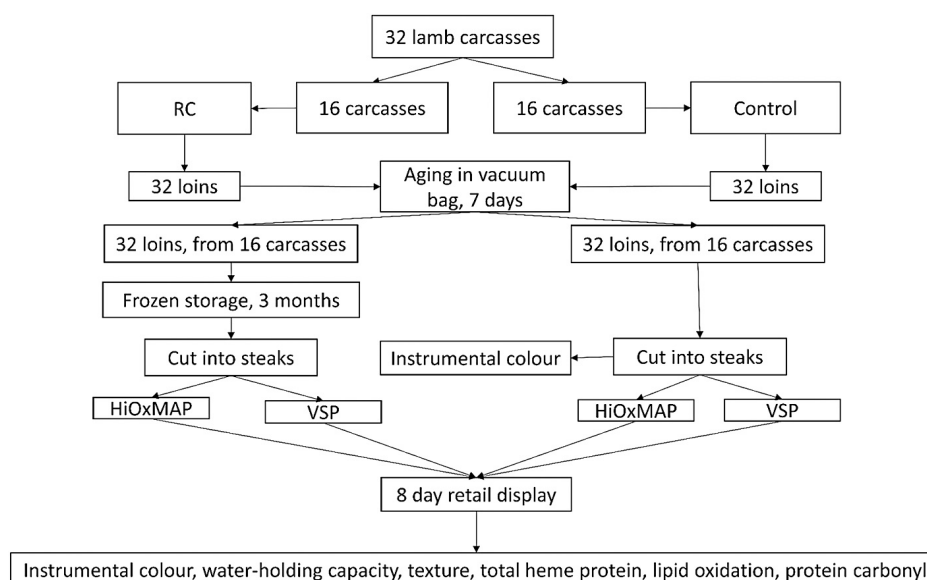 32 lamb carcasses
RC
16 carcasses
16 carcasses
Control
32 loins
Aging in vacuum
bag, 7 days
32 loins
32 loins, from 16 carcasses
32 loins, from 16 carcasses
Frozen storage, 3 months
Cut into steaks
Instrumental colour
Cut into steaks
HiOxMAP
VSP
HiOxMAP
VSP
8 day retail display
Instrumental colour, water-holding capacity, texture, total heme protein, lipid oxidation, protein carbonyl